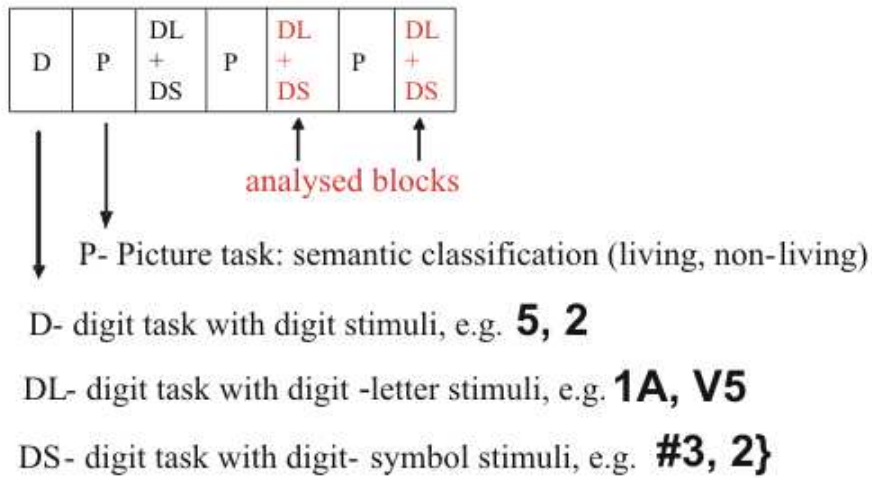 D P DL + DS P DL + DS P DL + DS
analysed blocks
P- Picture task: semantic classification (living, non-living)
D- digit task with digit stimuli, e.g. 5, 2
DL- digit task with digit -letter stimuli, e.g. 1A, V5
DS- digit task with digit- symbol stimuli, e.g. #3, 2}